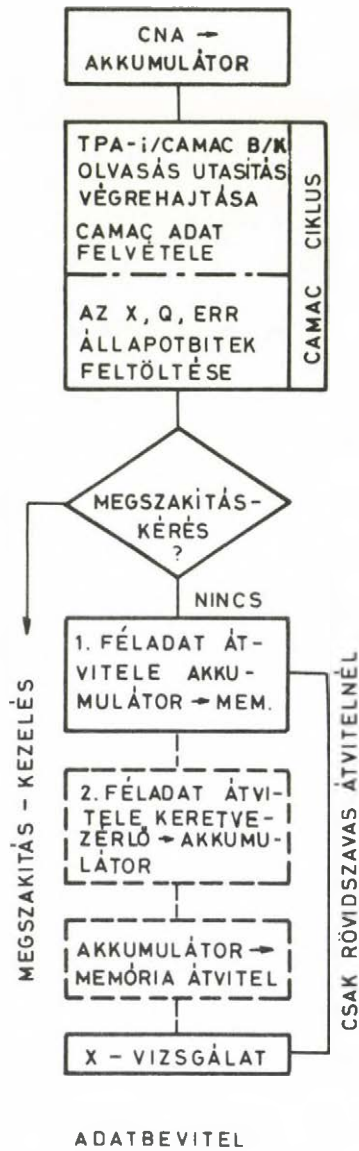 CNA →
AKKUMULÁTOR
TPA-i/CAMAC B/K
OLVASÁS UTASÍTÁS
VÉGREHAJTÁSA
CAMAC ADAT
FELVÉTELE
AZ X, Q, ERR
ÁLLAPOTBITEK
FELTÖLTÉSE
CAMAC CIKLUS
MEGSZAKITÁS-
KÉRÉS
?
NINCS
1. FÉLADAT ÁT-
VITELE AKKU-
MULÁTOR → MEM.
2. FÉLADAT ÁTVI-
TELE KERETVE-
ZÉRLŐ → AKKUMU-
LÁTOR
AKKUMULÁTOR →
MEMÓRIA ÁTVITEL
X - VIZSGÁLAT
MEGSZAKITÁS - KEZELÉS
CSAK RÖVIDSZAVAS ÁTVITELNÉL
ADATBEVITEL